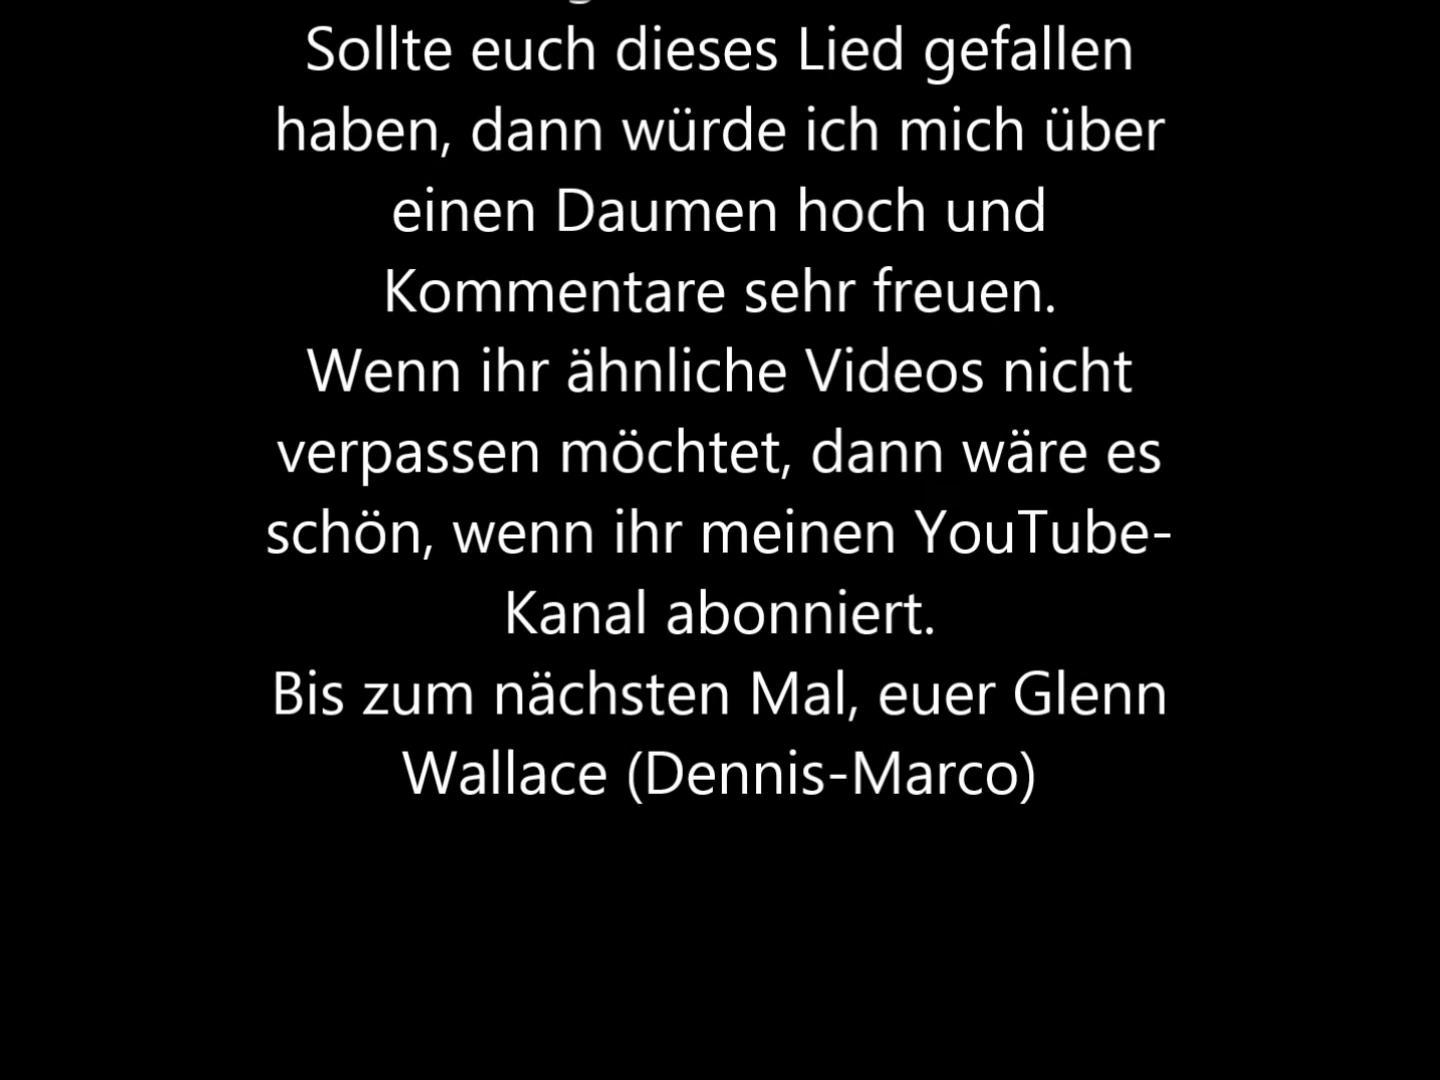 Sollte euch dieses Lied gefallen
haben, dann würde ich mich über
einen Daumen hoch und
Kommentare sehr freuen.
Wenn ihr ähnliche Videos nicht
verpassen möchtet, dann wäre es
schön, wenn ihr meinen YouTube-
Kanal abonniert.
Bis zum nächsten Mal, euer Glenn
Wallace (Dennis-Marco)